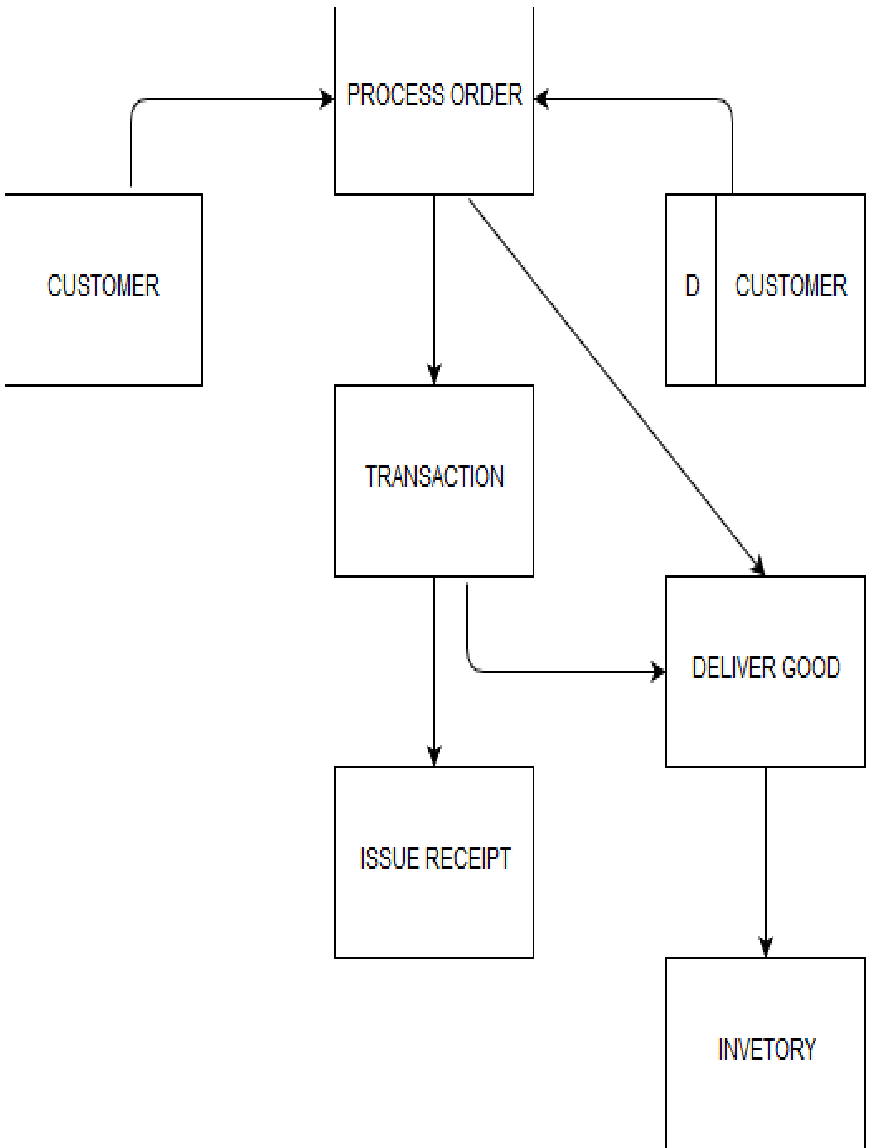 PROCESS ORDER
CUSTOMER
D CUSTOMER
TRANSACTION
DELIVER GOOD
ISSUE RECEIPT
INVETORY